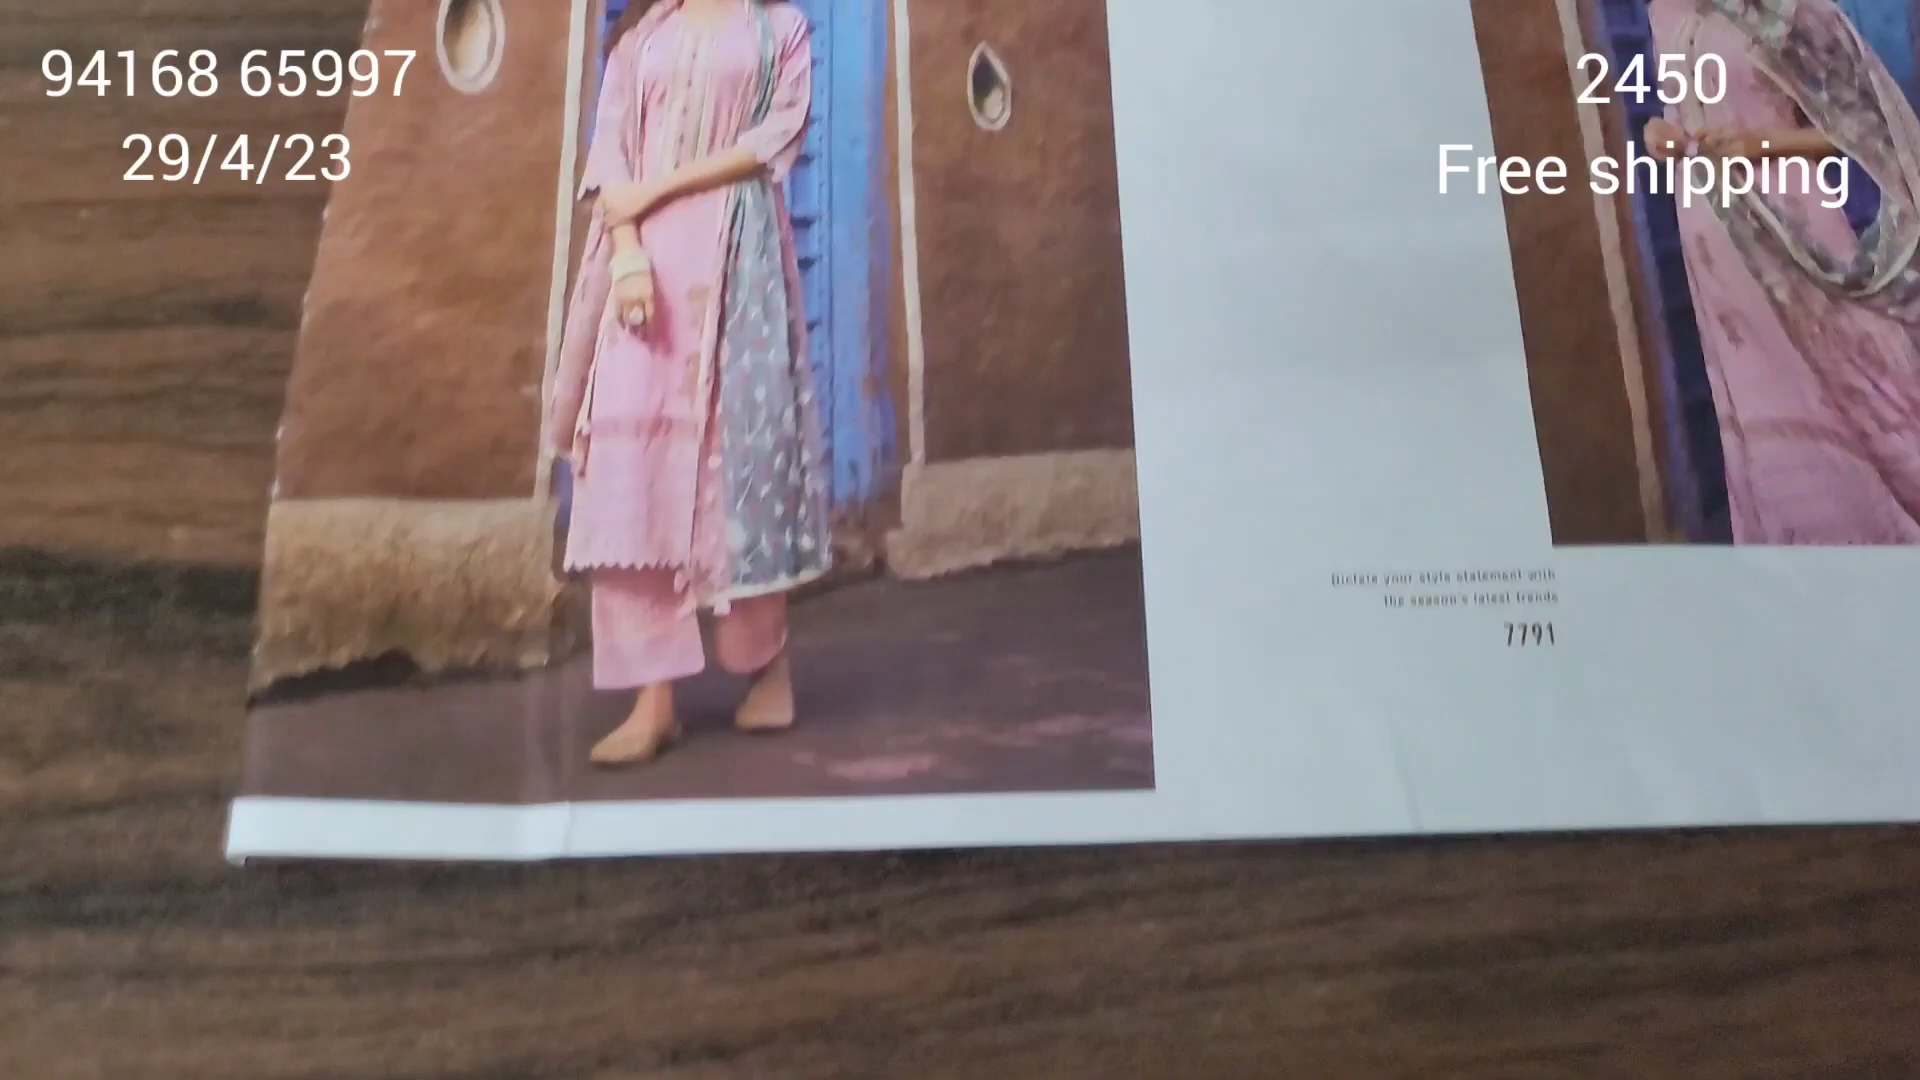 94168 65997
29/4/23
2450
Free shipping
Dictate your style statement with
the season's latest trends
7791